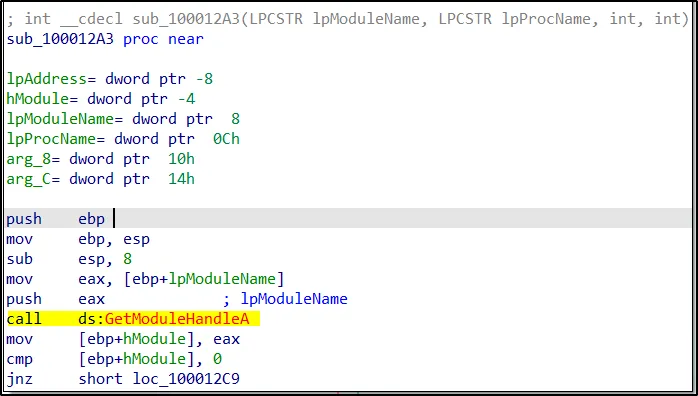 ; int __cdecl sub_100012A3(LPCSTR lpModuleName, LPCSTR lpProcName, int, int)
sub_100012A3 proc near
lpAddress= dword ptr -8
hModule= dword ptr -4
lpModuleName= dword ptr  8
lpProcName= dword ptr  0Ch
arg_8= dword ptr  10h
arg_C= dword ptr  14h
push    ebp
mov     ebp, esp
sub     esp, 8
mov     eax, [ebp+lpModuleName]
push    eax             ; lpModuleName
call    ds:GetModuleHandleA
mov     [ebp+hModule], eax
cmp     [ebp+hModule], 0
jnz     short loc_100012C9